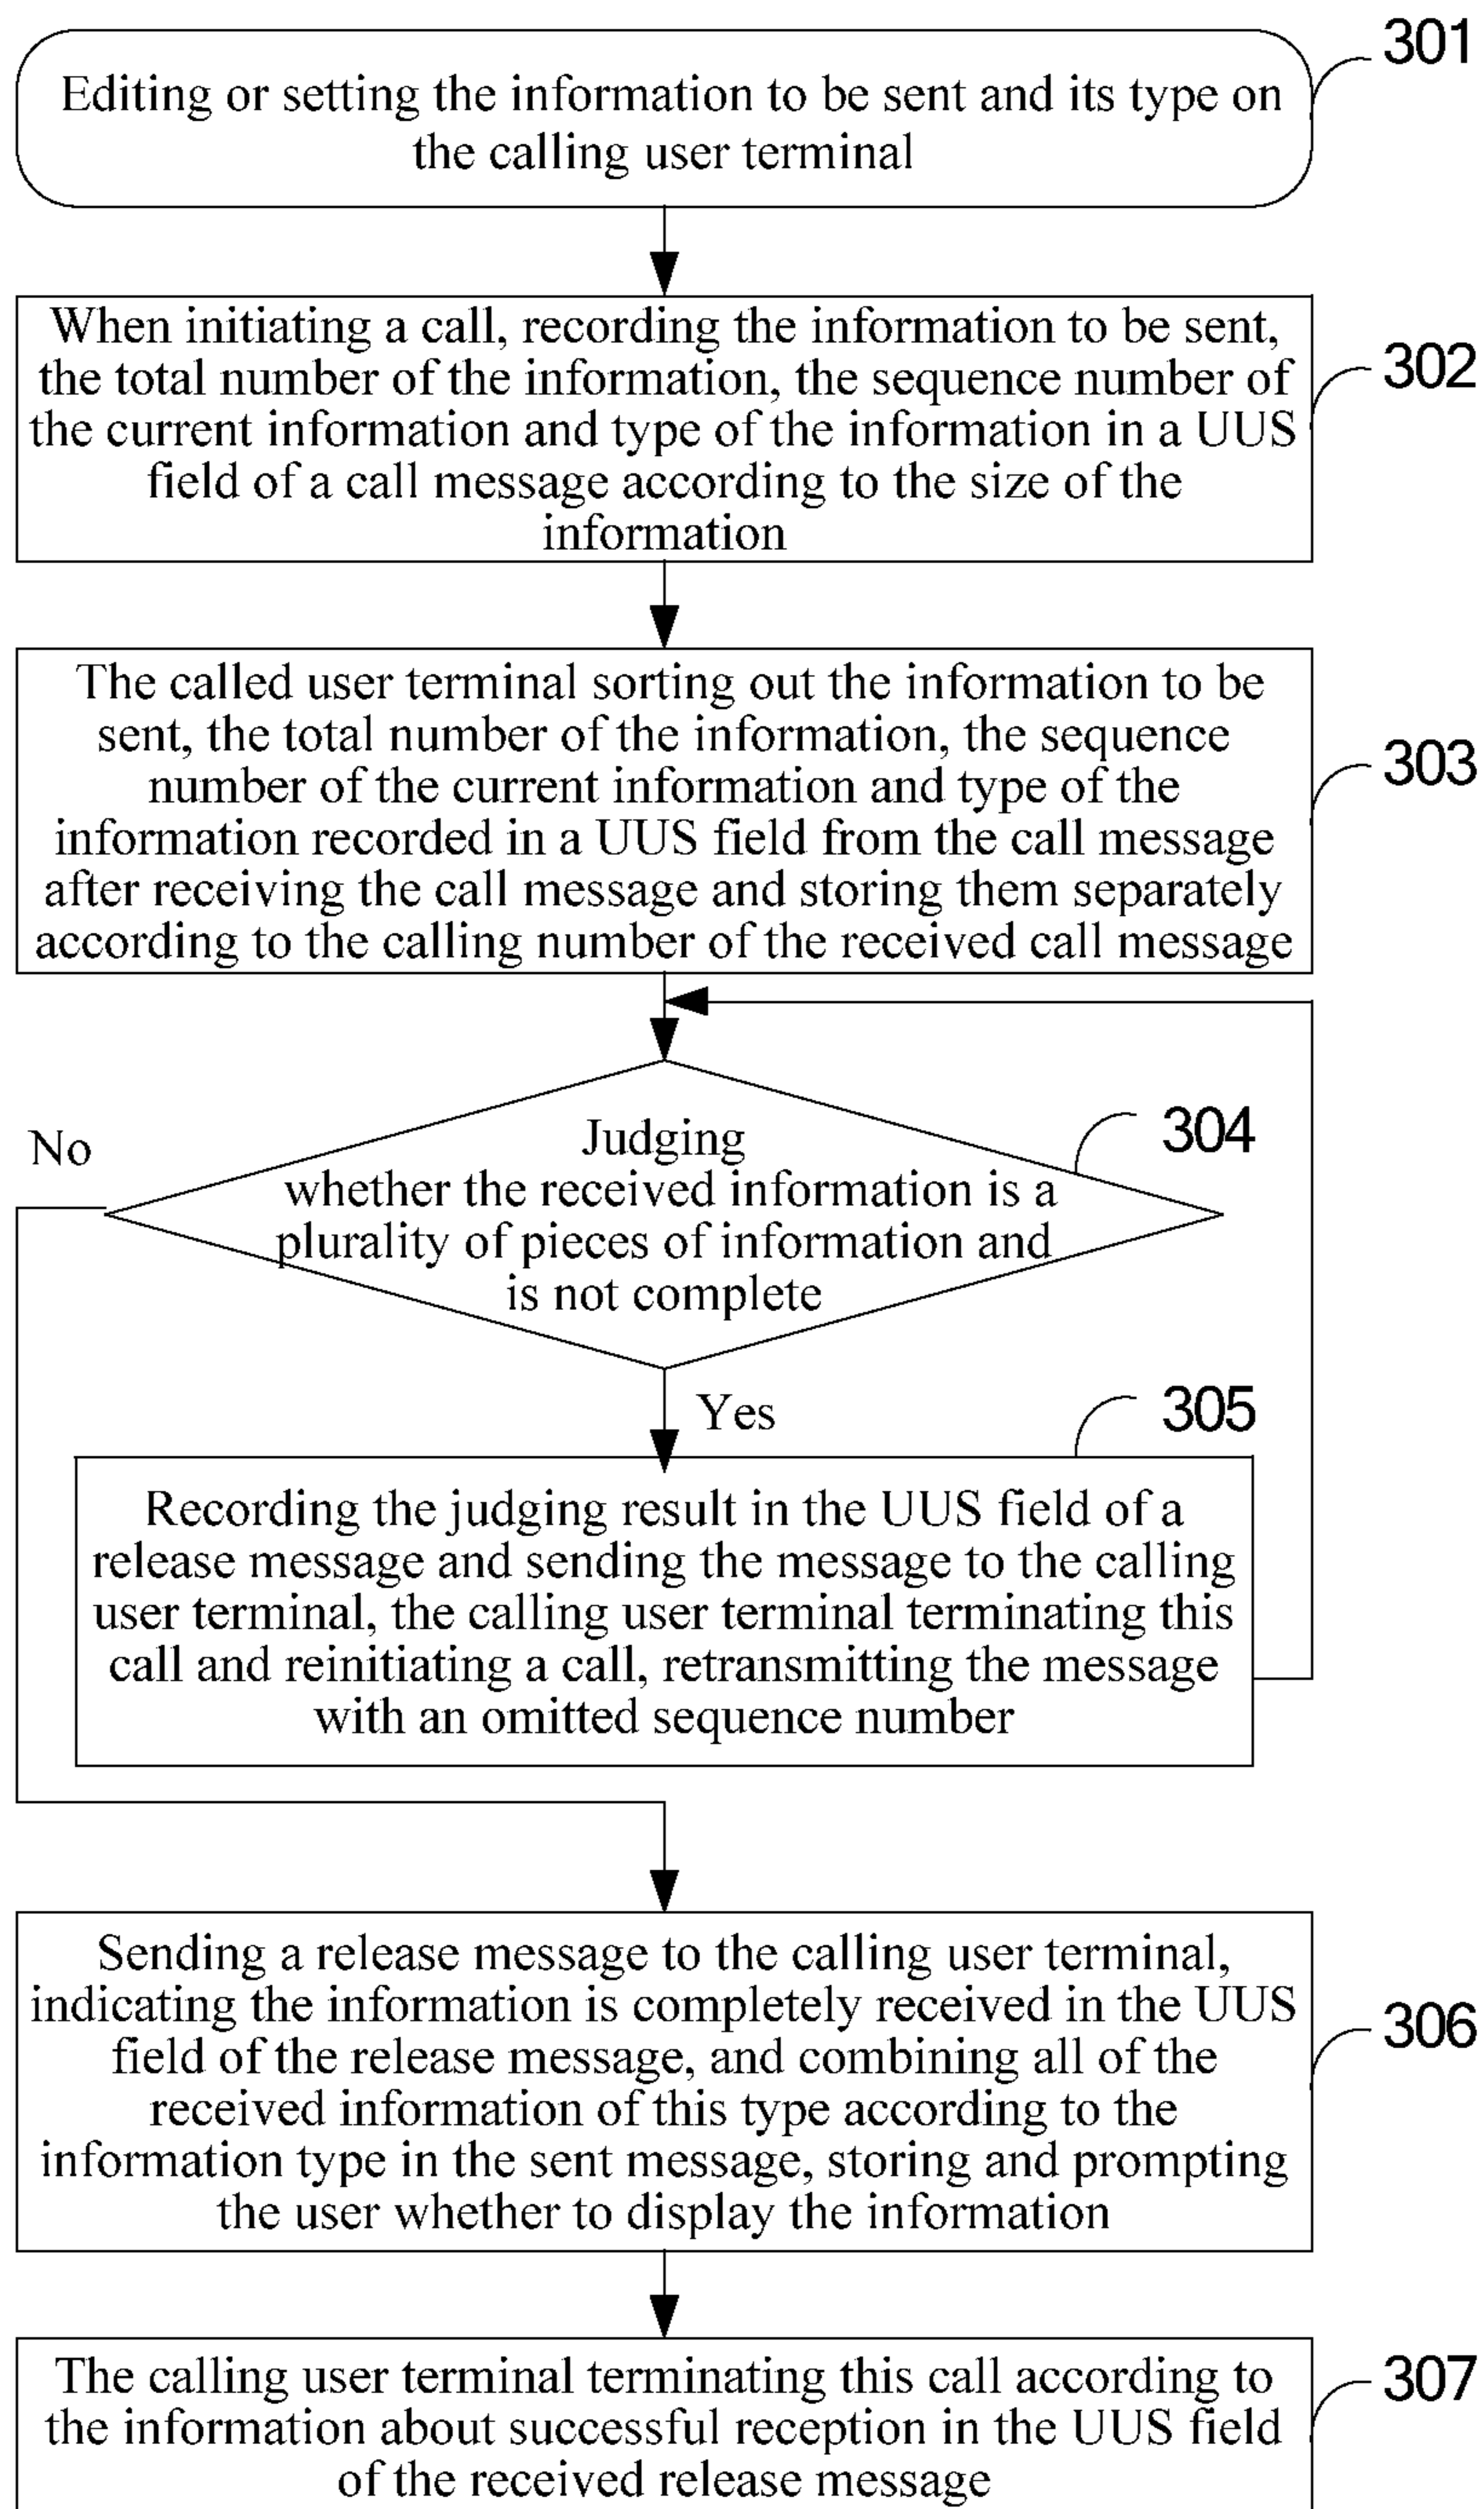 301
Editing or setting the information to be sent and its type on
the calling user terminal
302
When initiating a call, recording the information to be sent,
the total number of the information, the sequence number of
the current information and type of the information in a UUS
field of a call message according to the size of the
information
303
The called user terminal sorting out the information to be
sent, the total number of the information, the sequence
number of the current information and type of the
information recorded in a UUS field from the call message
after receiving the call message and storing them separately
according to the calling number of the received call message
304
No
Judging
whether the received information is a
plurality of pieces of information and
is not complete
Yes
305
Recording the judging result in the UUS field of a
release message and sending the message to the calling
user terminal, the calling user terminal terminating this
call and reinitiating a call, retransmitting the message
with an omitted sequence number
306
Sending a release message to the calling user terminal,
indicating the information is completely received in the UUS
field of the release message, and combining all of the
received information of this type according to the
information type in the sent message, storing and prompting
the user whether to display the information
307
The calling user terminal terminating this call according to
the information about successful reception in the UUS field
of the received release message